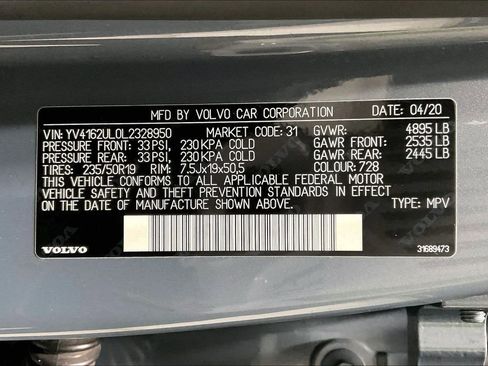 MFD BY VOLVO CAR CORPORATION DATE: 04/20
VIN: YV4162UL0L2328950 MARKET CODE: 31 GVWR: 4895 LB
PRESSURE FRONT: 33 PSI, 230 KPA COLD GAWR FRONT: 2535 LB
PRESSURE REAR: 33 PSI, 230 KPA COLD GAWR REAR: 2445 LB
TIRES: 235/50R19 RIM: 7.5Jx19x50,5 COLOUR: 728
THIS VEHICLE CONFORMS TO ALL APPLICABLE FEDERAL MOTOR
VEHICLE SAFETY AND THEFT PREVENTION STANDARDS IN EFFECT
ON THE DATE OF MANUFACTURE SHOWN ABOVE.
TYPE: MPV
VOLVO 31689473